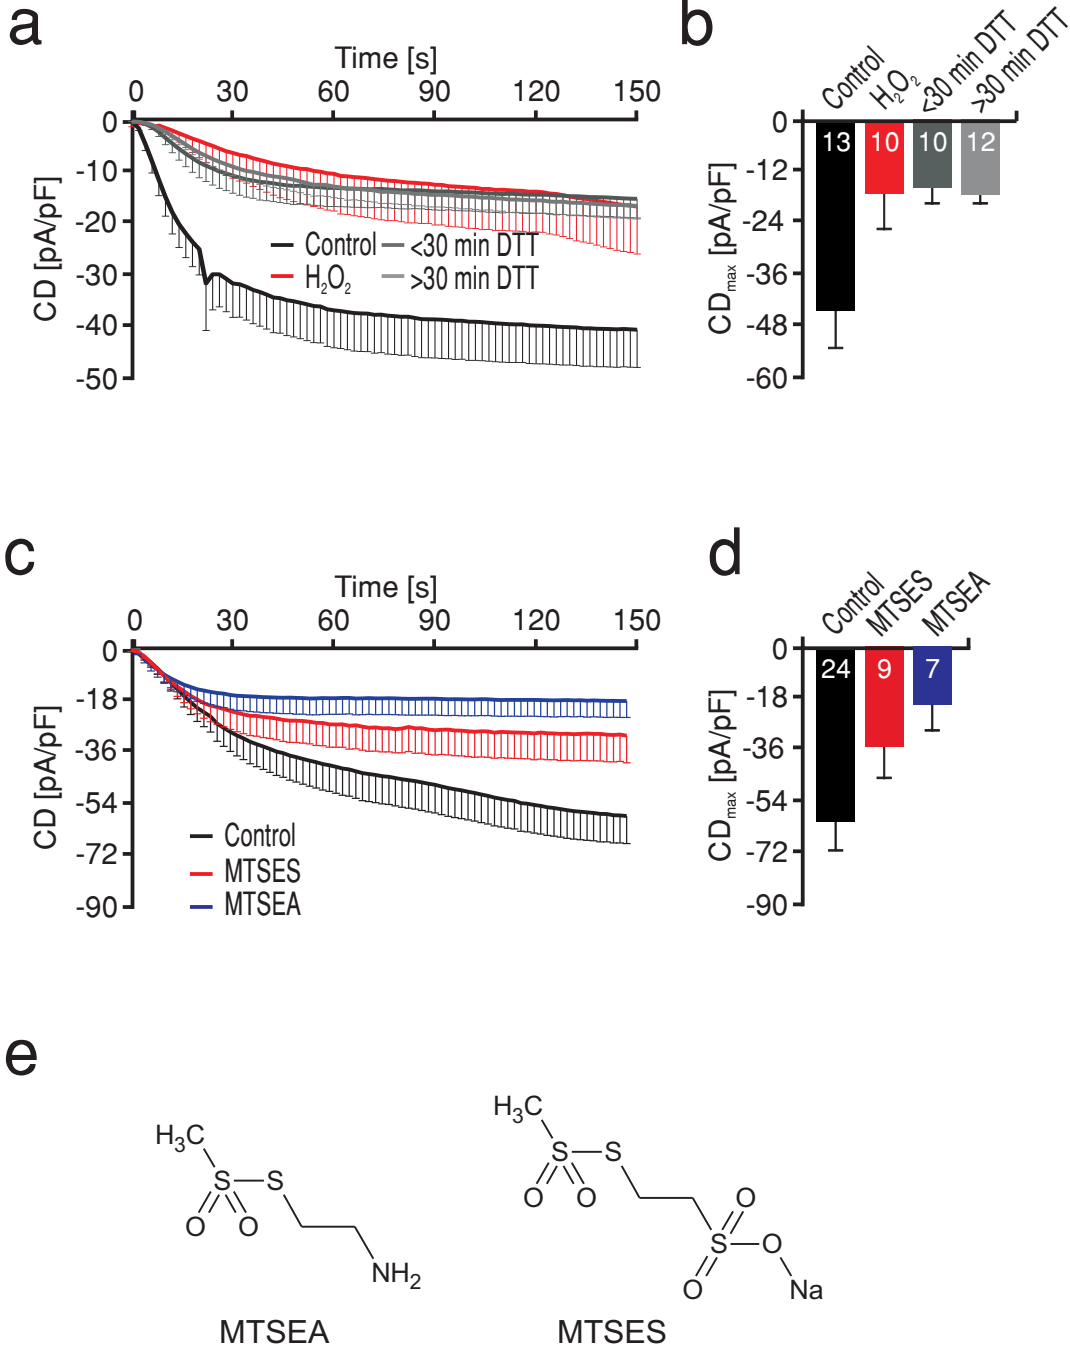 a
Time [s]
0 30 60 90 120 150
0
-10
-20
-30
-40
-50
CD [pA/pF]
Control <30 min DTT
H₂O₂ >30 min DTT
b
Control H₂O₂ <30 min DTT >30 min DTT
0
-12
-24
-36
-48
-60
CDmax [pA/pF]
13 10 10 12
c
Time [s]
0 30 60 90 120 150
0
-18
-36
-54
-72
-90
CD [pA/pF]
Control
MTSES
MTSEA
d
Control MTSES MTSEA
0
-18
-36
-54
-72
-90
CDmax [pA/pF]
24 9 7
e
H₃C
S S
O O
NH₂
MTSEA
H₃C
S S
O O
O
S O
O Na
MTSES